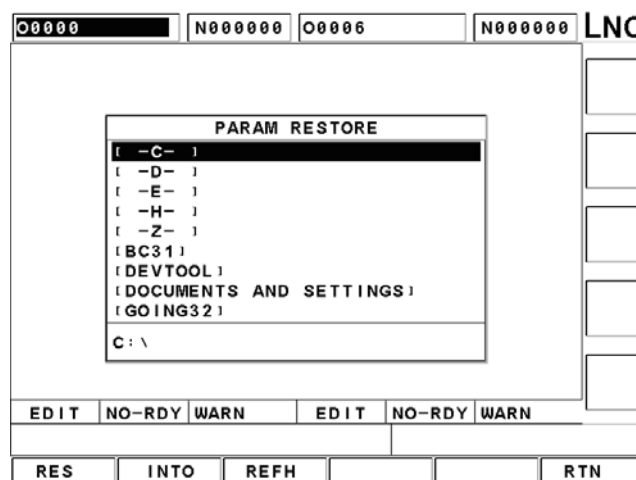 O0000 N000000 O0006 N000000 LNC
PARAM RESTORE
[ -C- ]
[ -D- ]
[ -E- ]
[ -H- ]
[ -Z- ]
[BC31]
[DEVTOOL]
[DOCUMENTS AND SETTINGS]
[GOING32]
C:\
EDIT NO-RDY WARN EDIT NO-RDY WARN
RES INTO REFH RTN